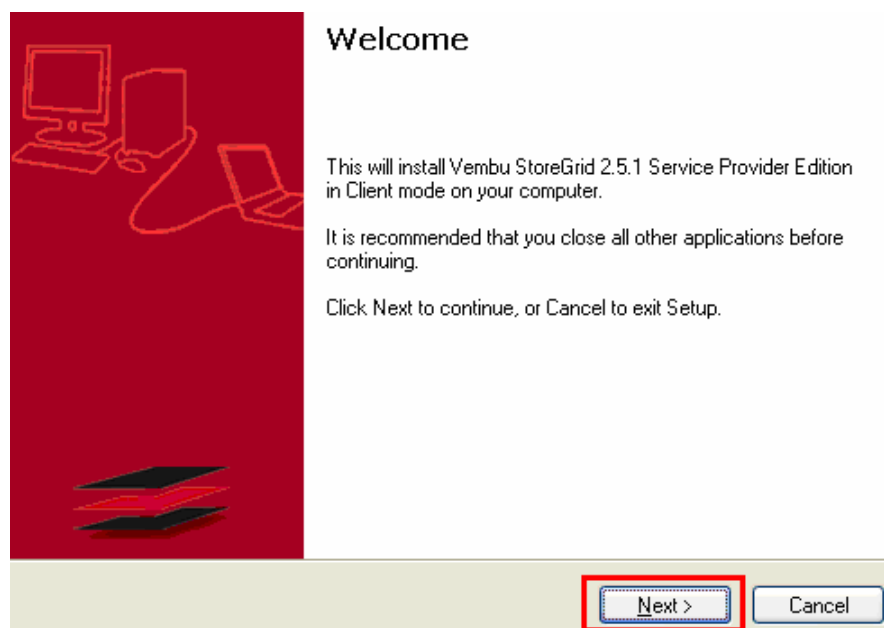 Welcome
This will install Vembu StoreGrid 2.5.1 Service Provider Edition
in Client mode on your computer.
It is recommended that you close all other applications before
continuing.
Click Next to continue, or Cancel to exit Setup.
Next >
Cancel